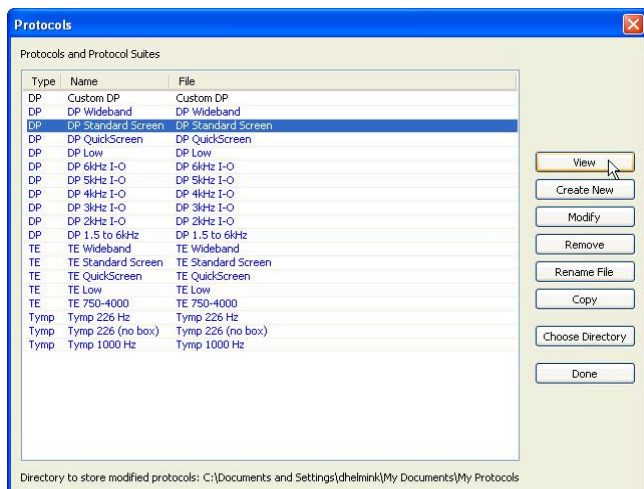 Protocols
Protocols and Protocol Suites
Type Name File
DP Custom DP Custom DP
DP DP Wideband DP Wideband
DP DP Standard Screen DP Standard Screen
DP DP QuickScreen DP QuickScreen
DP DP Low DP Low
DP DP 6kHz I-O DP 6kHz I-O
DP DP 5kHz I-O DP 5kHz I-O
DP DP 4kHz I-O DP 4kHz I-O
DP DP 3kHz I-O DP 3kHz I-O
DP DP 2kHz I-O DP 2kHz I-O
DP DP 1.5 to 6kHz DP 1.5 to 6kHz
TE TE Wideband TE Wideband
TE TE Standard Screen TE Standard Screen
TE TE QuickScreen TE QuickScreen
TE TE Low TE Low
TE TE 750-4000 TE 750-4000
Tymp Tymp 226 Hz Tymp 226 Hz
Tymp Tymp 226 (no box) Tymp 226 (no box)
Tymp Tymp 1000 Hz Tymp 1000 Hz
View
Create New
Modify
Remove
Rename File
Copy
Choose Directory
Done
Directory to store modified protocols: C:\Documents and Settings\dhelmink\My Documents\My Protocols